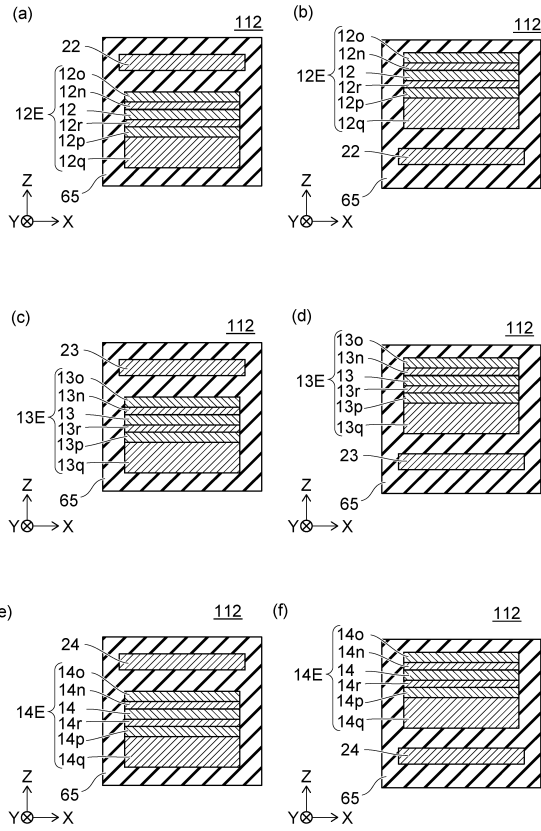 (a)
112
22
12o
12n
12E
12
12r
12p
12q
65
Z
Y
X
(b)
112
12o
12n
12E
12
12r
12p
12q
22
65
Z
Y
X
(c)
112
23
13o
13n
13E
13
13r
13p
13q
65
Z
Y
X
(d)
112
13o
13n
13E
13
13r
13p
13q
23
65
Z
Y
X
e)
112
24
14o
14n
14E
14
14r
14p
14q
65
Z
Y
X
(f)
112
14o
14n
14E
14
14r
14p
14q
24
65
Z
Y
X